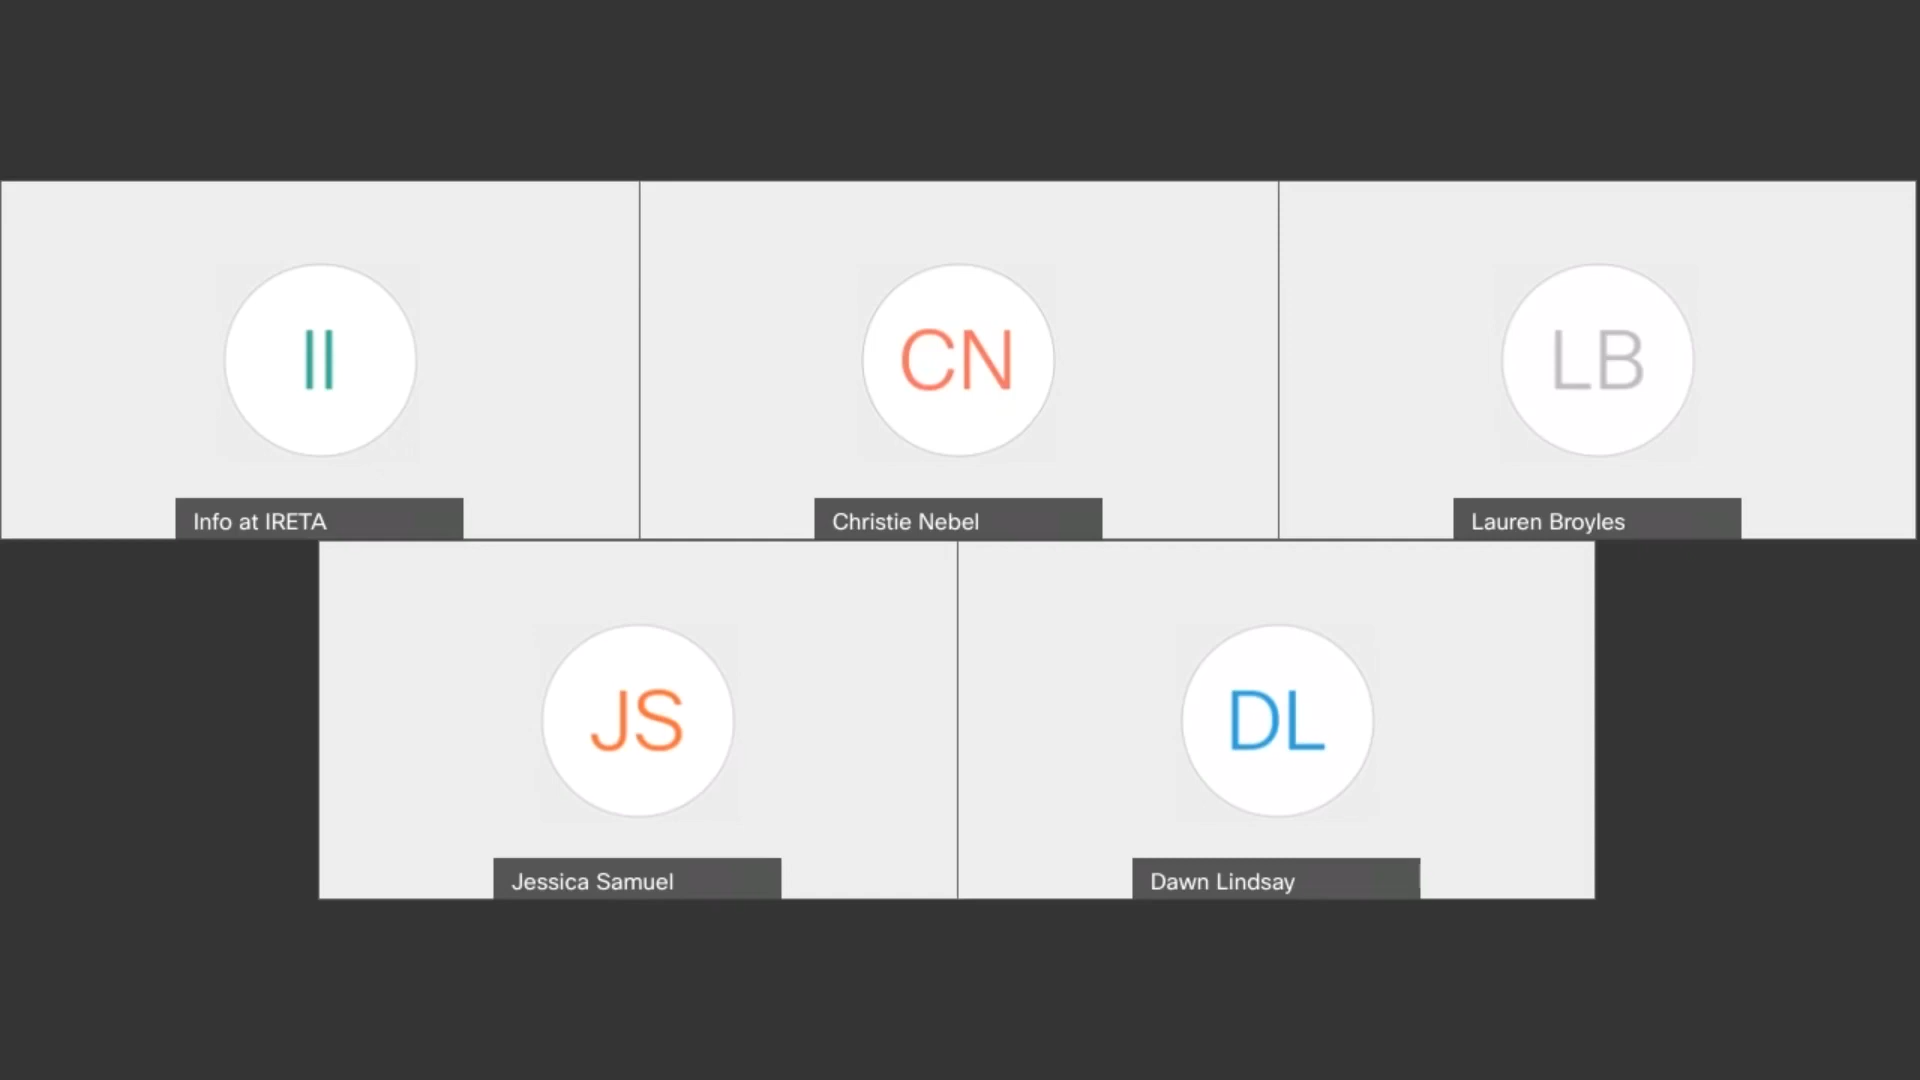 II
CN
LB
Info at IRETA
Christie Nebel
Lauren Broyles
JS
DL
Jessica Samuel
Dawn Lindsay